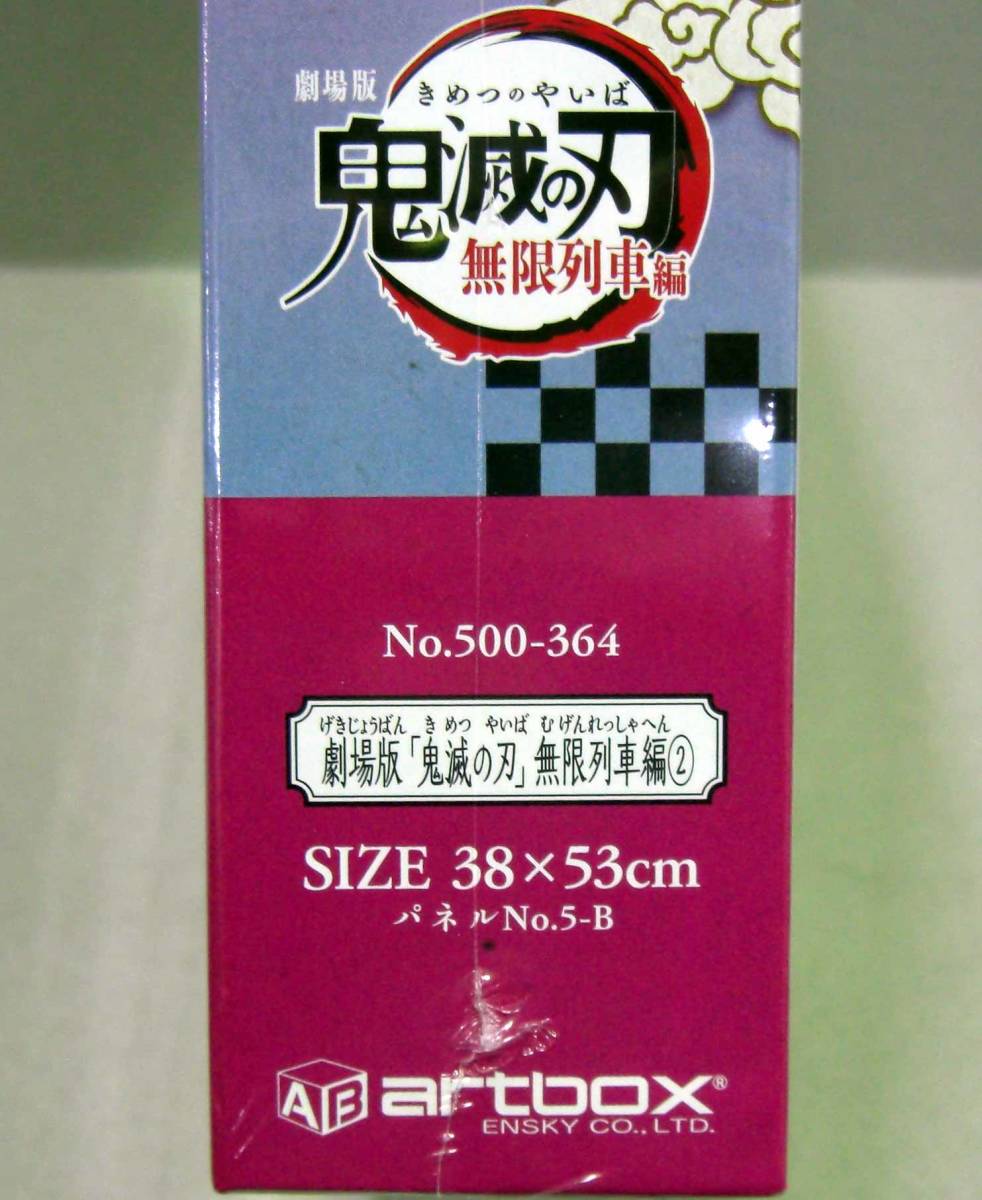 劇場版
きめつのやいば
鬼滅の刃
無限列車編
No.500-364
げきじょうばん き めつ やいば む げんれっしゃへん
劇場版「鬼滅の刃」無限列車編②
SIZE 38×53cm
パネルNo.5-B
AB artbox®
ENSKY CO., LTD.